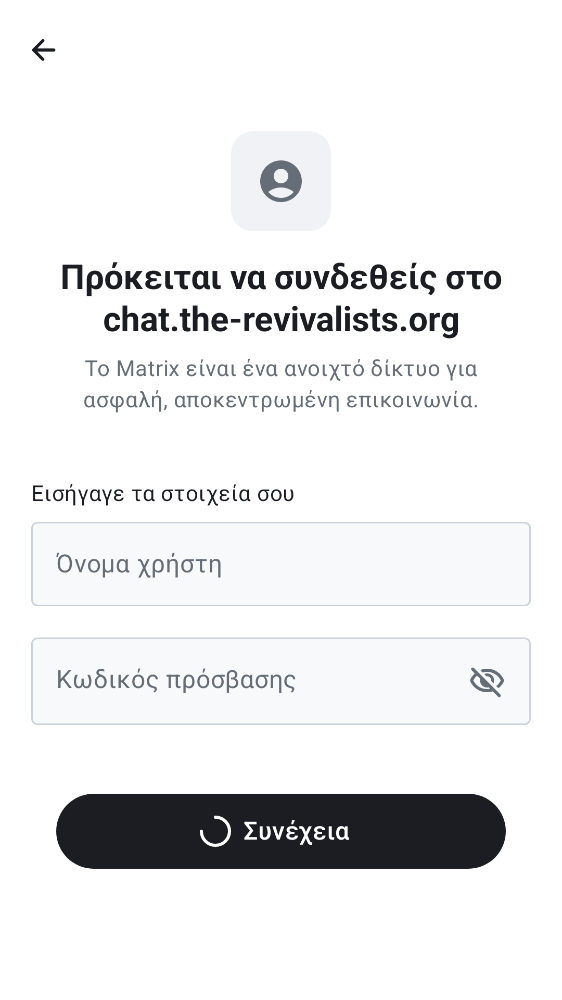 Πρόκειται να συνδεθείς στο
chat.the-revivalists.org
Το Matrix είναι ένα ανοιχτό δίκτυο για
ασφαλή, αποκεντρωμένη επικοινωνία.
Εισήγαγε τα στοιχεία σου
Όνομα χρήστη
Κωδικός πρόσβασης
Συνέχεια